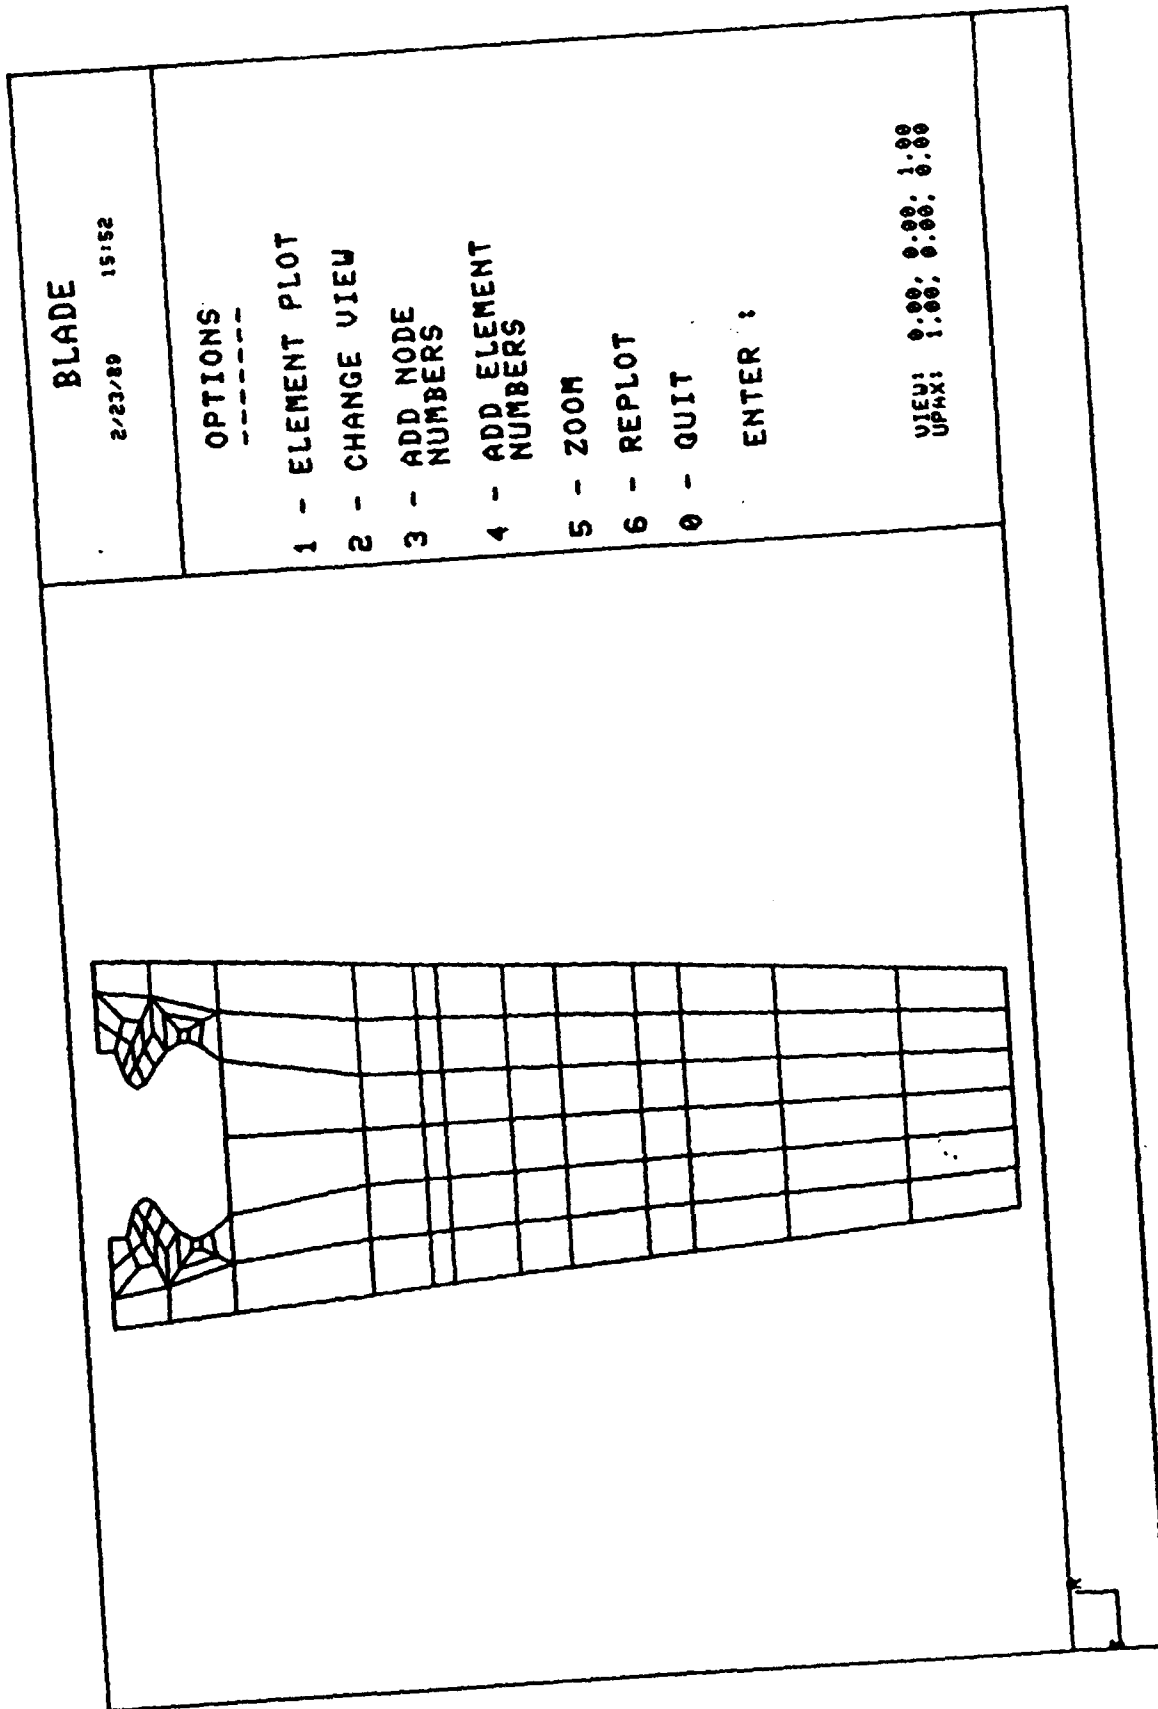 BLADE
2/23/89 15:52
OPTIONS
-------
1 - ELEMENT PLOT
2 - CHANGE VIEW
3 - ADD NODE
NUMBERS
4 - ADD ELEMENT
NUMBERS
5 - ZOOM
6 - REPLOT
0 - QUIT
ENTER :
VIEW: 0.00, 0.00, 1.00
UPAX: 1.00, 0.00, 0.00